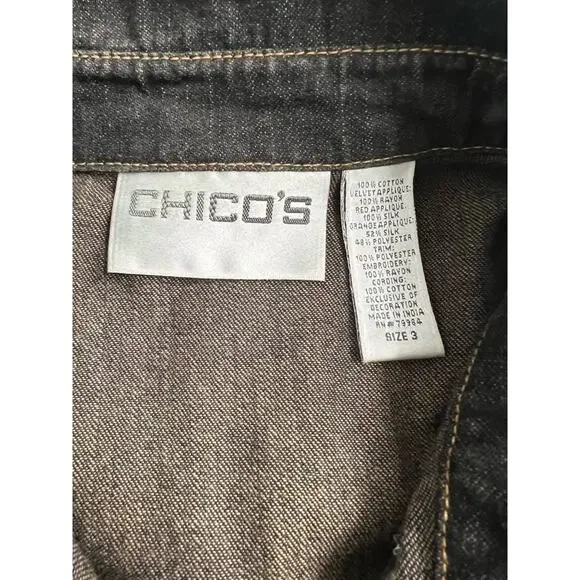 CHICO'S
100% COTTON
VELVET APPLIQUE:
100% RAYON
RED APPLIQUE:
100% SILK
ORANGE APPLIQUE:
52% SILK
48% POLYESTER
TRIM:
100% POLYESTER
EMBROIDERY:
100% RAYON
CORDING:
100% COTTON
EXCLUSIVE OF
DECORATION
MADE IN INDIA
RN# 79984
SIZE 3